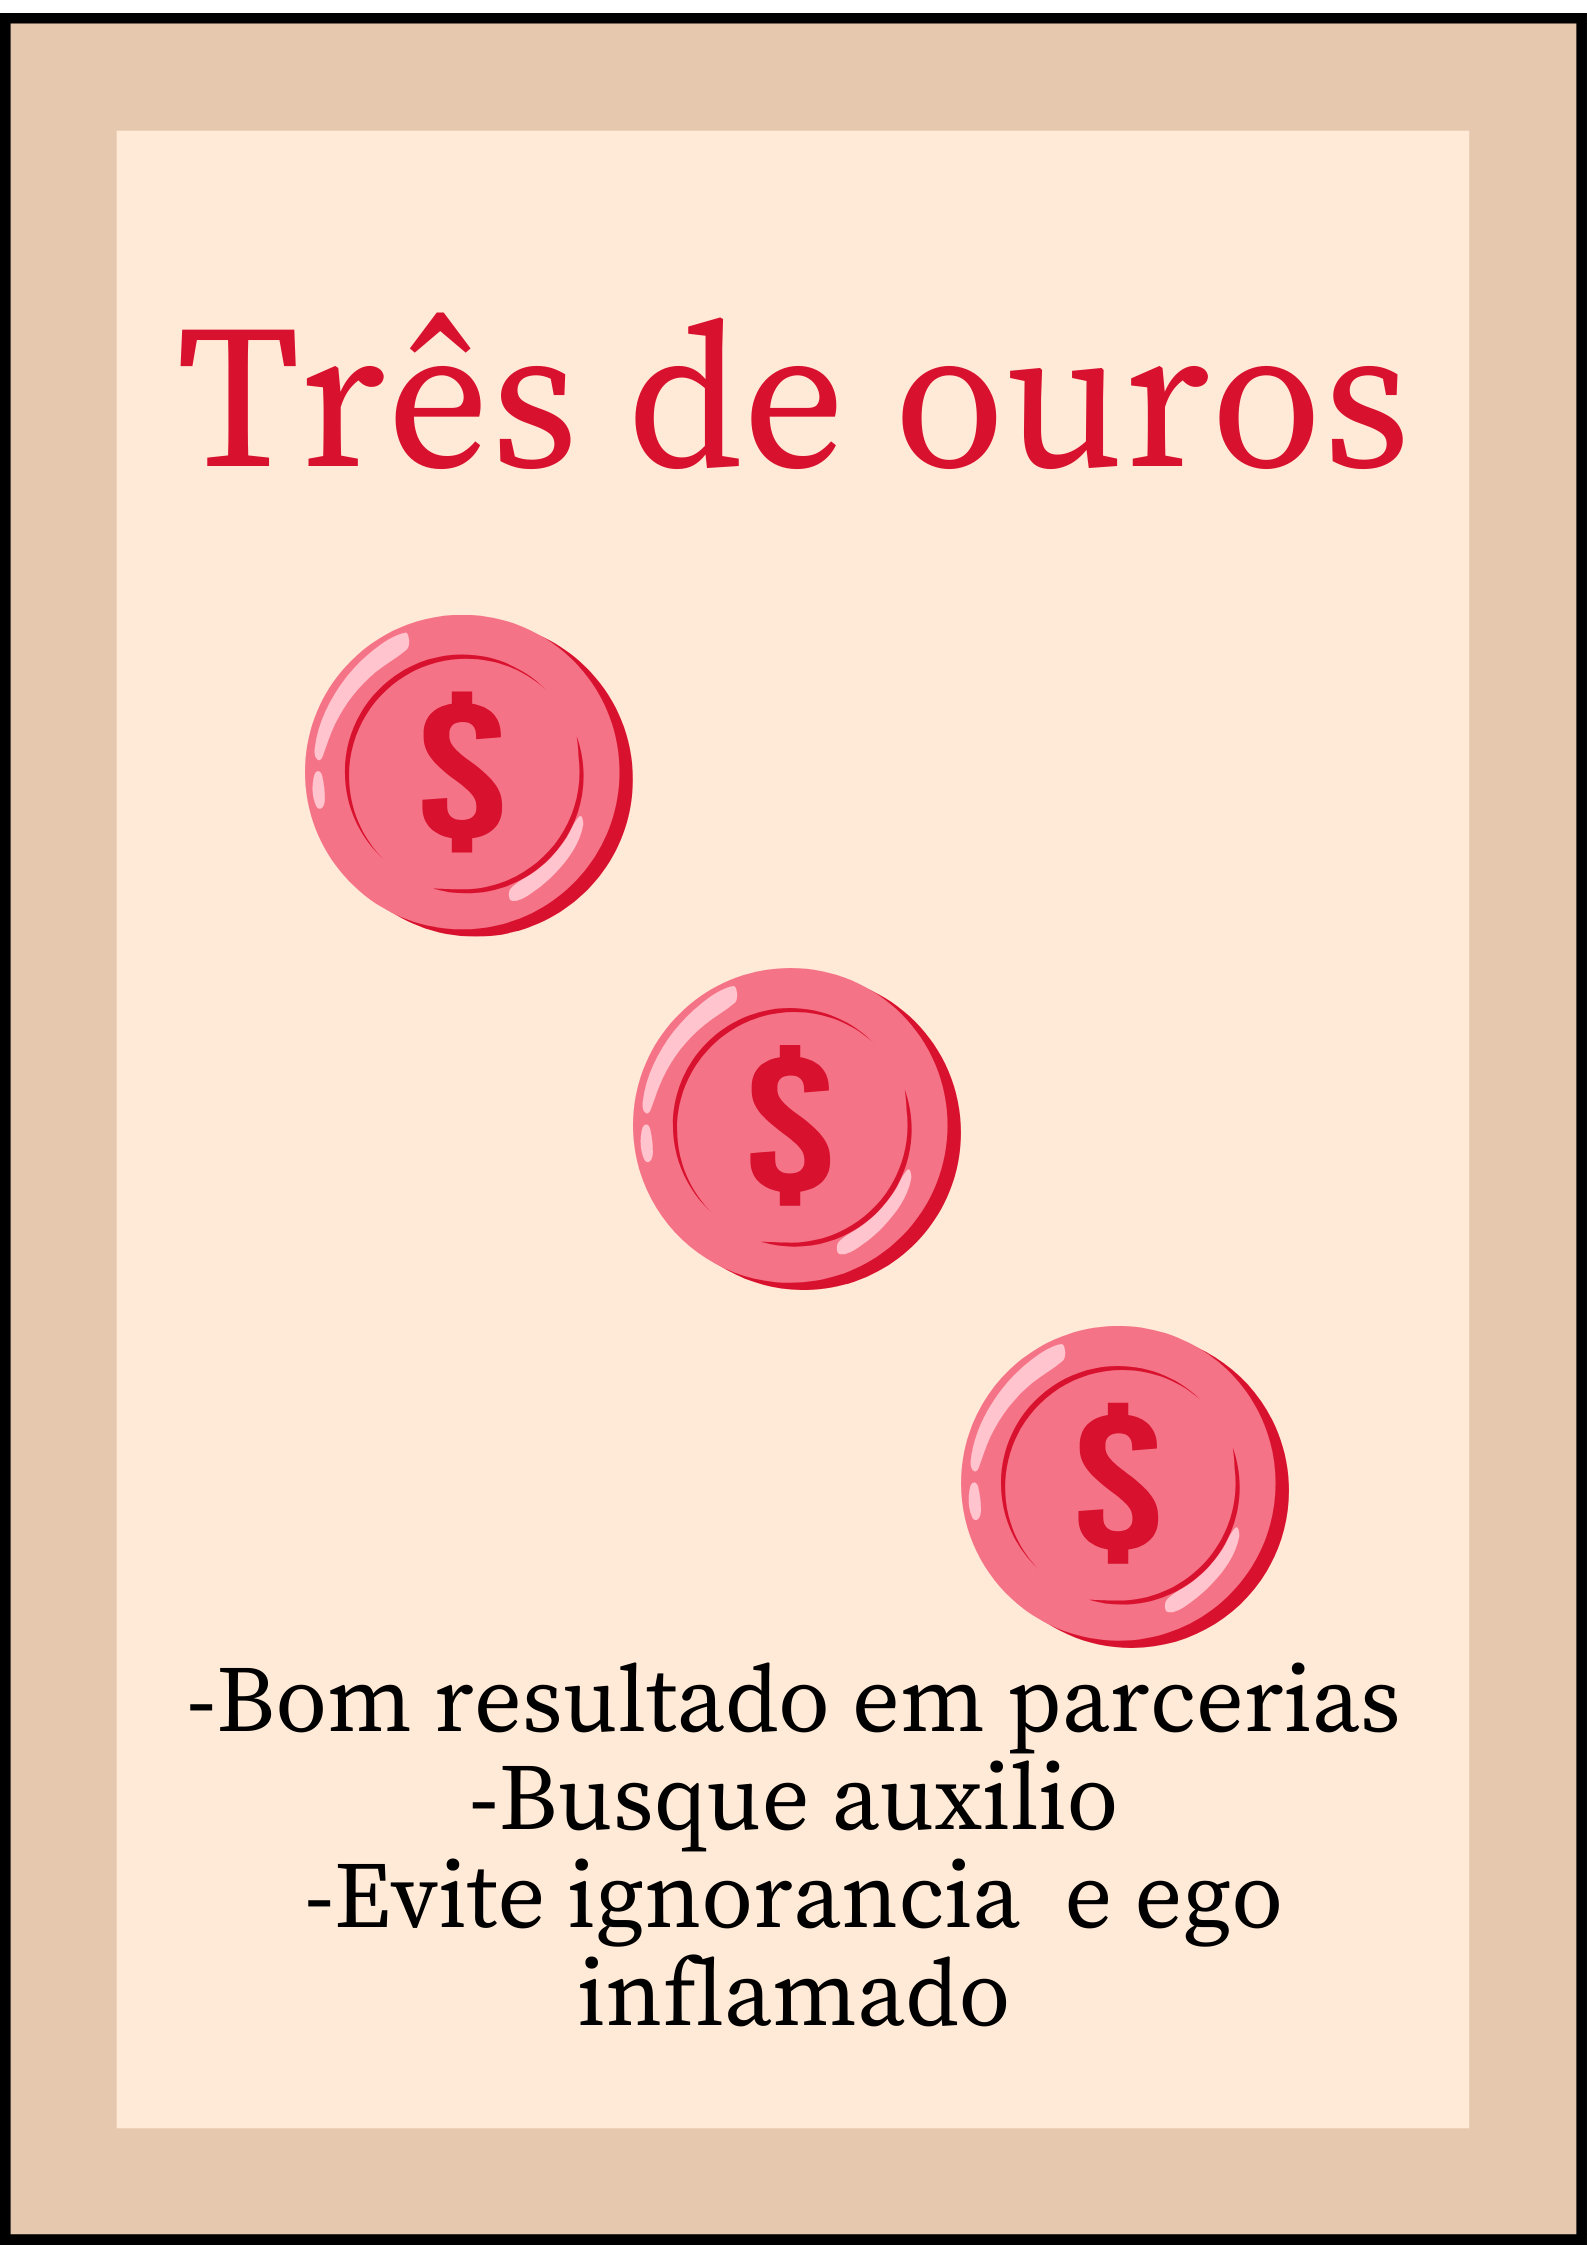 Três de ouros
$
$
$
-Bom resultado em parcerias
-Busque auxilio
-Evite ignorancia  e ego
inflamado